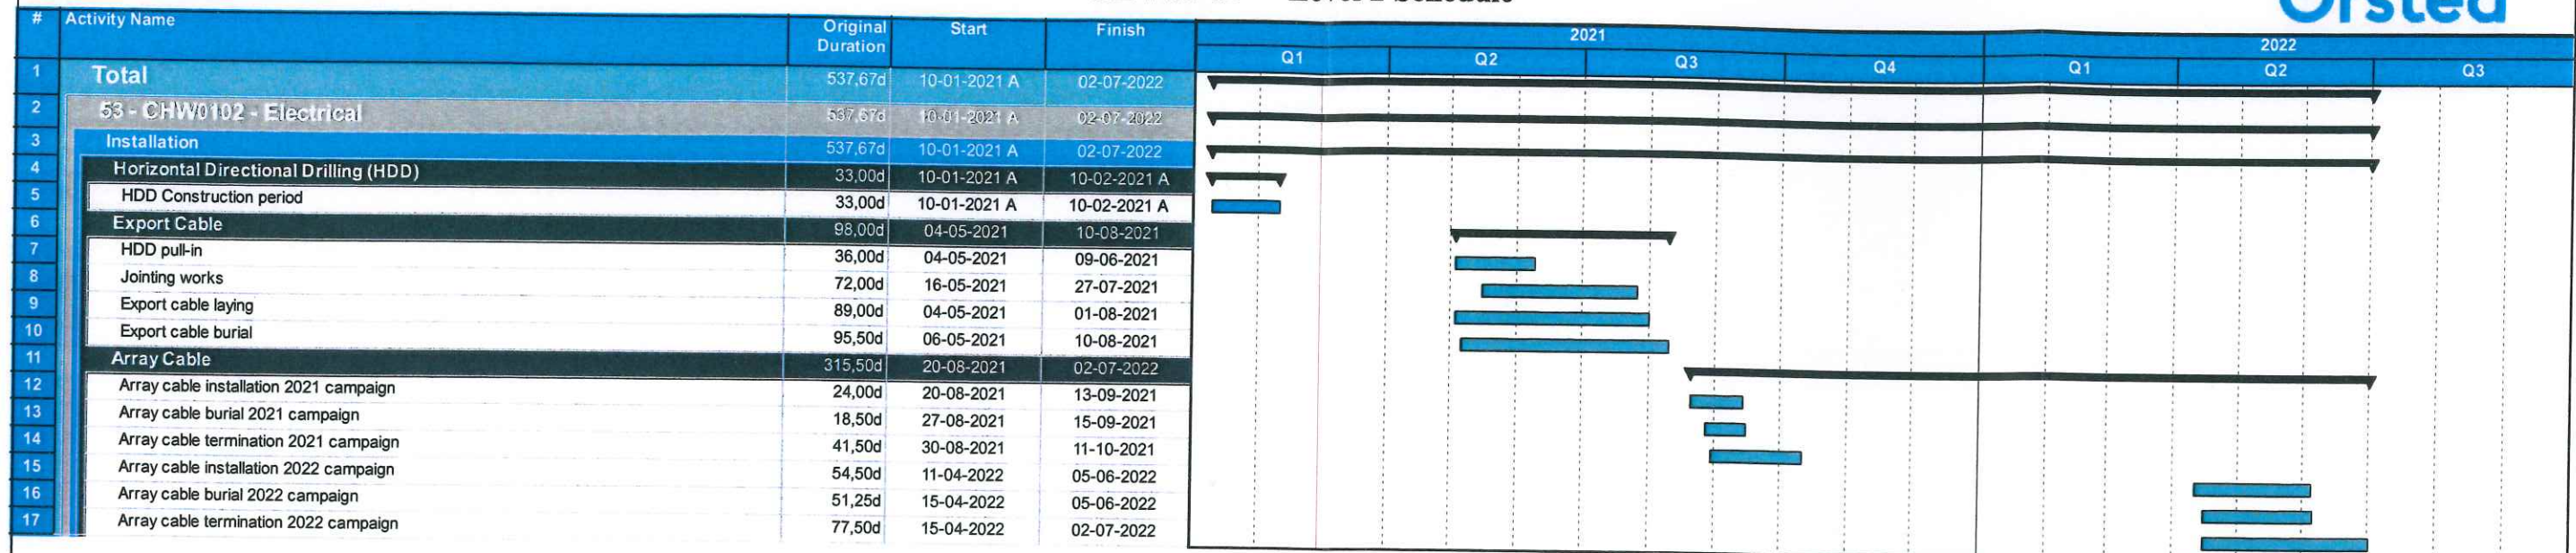 Schedule
Orsted
# Activity Name Original Duration Start Finish 2021 2022
Q1 Q2 Q3 Q4 Q1 Q2 Q3
1 Total 537,67d 10-01-2021 A 02-07-2022
2 53 - CHW0102 - Electrical 537,67d 10-01-2021 A 02-07-2022
3 Installation 537,67d 10-01-2021 A 02-07-2022
4 Horizontal Directional Drilling (HDD) 33,00d 10-01-2021 A 10-02-2021 A
5 HDD Construction period 33,00d 10-01-2021 A 10-02-2021 A
6 Export Cable 98,00d 04-05-2021 10-08-2021
7 HDD pull-in 36,00d 04-05-2021 09-06-2021
8 Jointing works 72,00d 16-05-2021 27-07-2021
9 Export cable laying 89,00d 04-05-2021 01-08-2021
10 Export cable burial 95,50d 06-05-2021 10-08-2021
11 Array Cable 315,50d 20-08-2021 02-07-2022
12 Array cable installation 2021 campaign 24,00d 20-08-2021 13-09-2021
13 Array cable burial 2021 campaign 18,50d 27-08-2021 15-09-2021
14 Array cable termination 2021 campaign 41,50d 30-08-2021 11-10-2021
15 Array cable installation 2022 campaign 54,50d 11-04-2022 05-06-2022
16 Array cable burial 2022 campaign 51,25d 15-04-2022 05-06-2022
17 Array cable termination 2022 campaign 77,50d 15-04-2022 02-07-2022